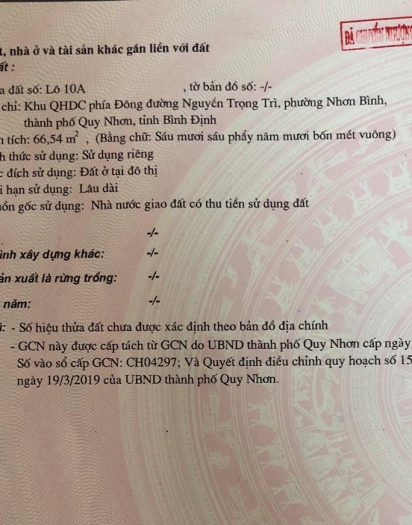 ĐÃ CHUYỂN NHƯỢNG
t, nhà ở và tài sản khác gắn liền với đất
ất :
a đất số: Lô 10A , tờ bản đồ số: -/-
chỉ: Khu QHDC phía Đông đường Nguyễn Trọng Trì, phường Nhơn Bình,
thành phố Quy Nhơn, tỉnh Bình Định
n tích: 66,54 m² , (Bằng chữ: Sáu mươi sáu phẩy năm mươi bốn mét vuông)
h thức sử dụng: Sử dụng riêng
c đích sử dụng: Đất ở tại đô thị
i hạn sử dụng: Lâu dài
uồn gốc sử dụng: Nhà nước giao đất có thu tiền sử dụng đất
-/-
ình xây dựng khác: -/-
ản xuất là rừng trồng: -/-
năm: -/-
ú: - Số hiệu thửa đất chưa được xác định theo bản đồ địa chính
- GCN này được cấp tách từ GCN do UBND thành phố Quy Nhơn cấp ngày
Số vào sổ cấp GCN: CH04297; Và Quyết định điều chỉnh quy hoạch số 15
ngày 19/3/2019 của UBND thành phố Quy Nhơn.